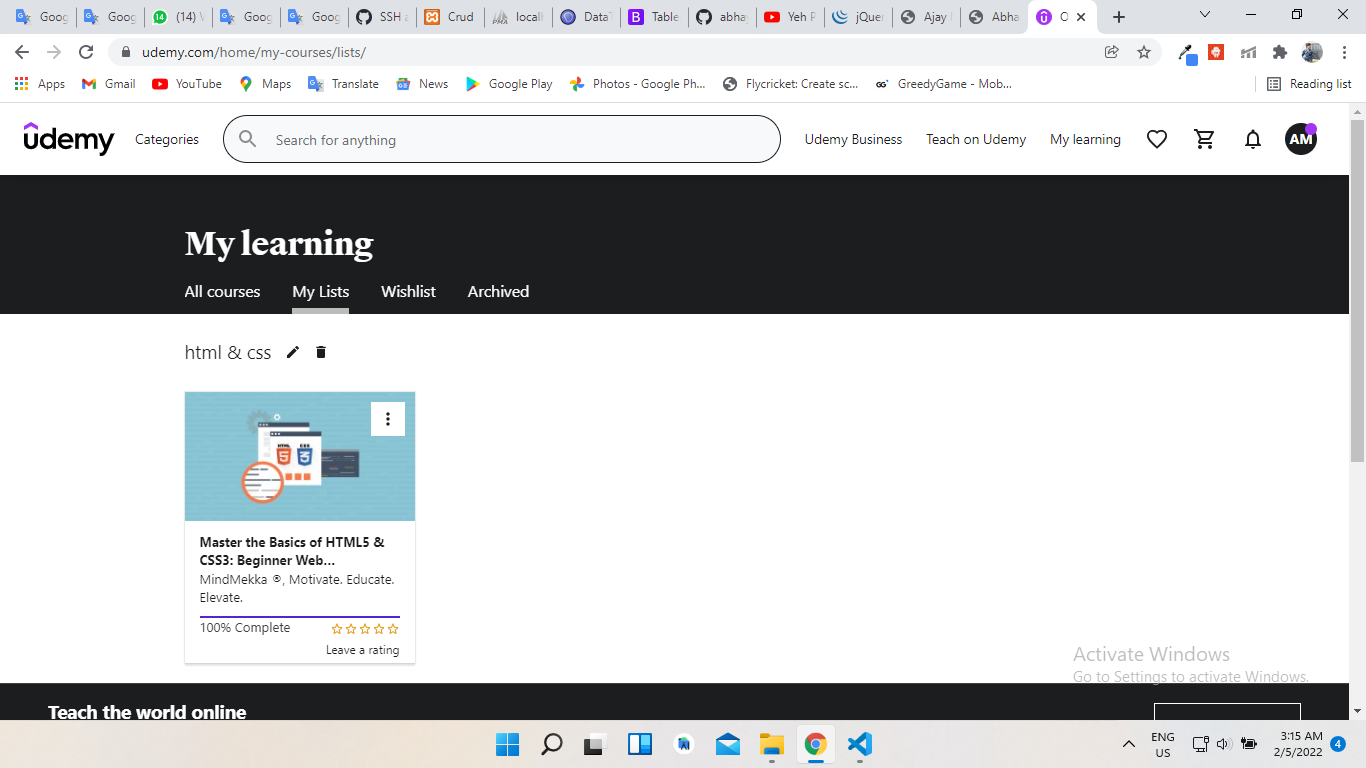 Goog
Goog
(14) V
Goog
Goog
SSH a
Crud
locall
DataT
Table
abha
Yeh P
jQuer
Ajay
Abha
O
udemy.com/home/my-courses/lists/
Apps
Gmail
YouTube
Maps
Translate
News
Google Play
Photos - Google Ph...
Flycricket: Create sc...
GreedyGame - Mob...
Reading list
udemy
Categories
Search for anything
Udemy Business
Teach on Udemy
My learning
AM
My learning
All courses
My Lists
Wishlist
Archived
html & css
HTML
5
CSS
3
Master the Basics of HTML5 &
CSS3: Beginner Web...
MindMekka ®, Motivate. Educate.
Elevate.
100% Complete
Leave a rating
Activate Windows
Go to Settings to activate Windows.
Teach the world online
ENG
US
3:15 AM
2/5/2022
4